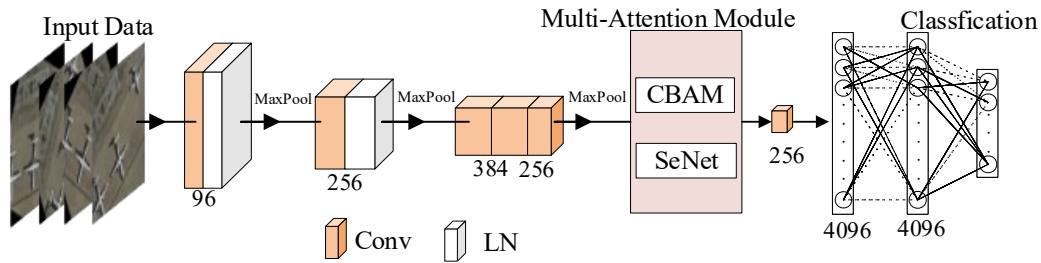 Input Data
Multi-Attention Module
Classfication
MaxPool
MaxPool
MaxPool
CBAM
SeNet
96
256
384 256
256
4096 4096
Conv
LN